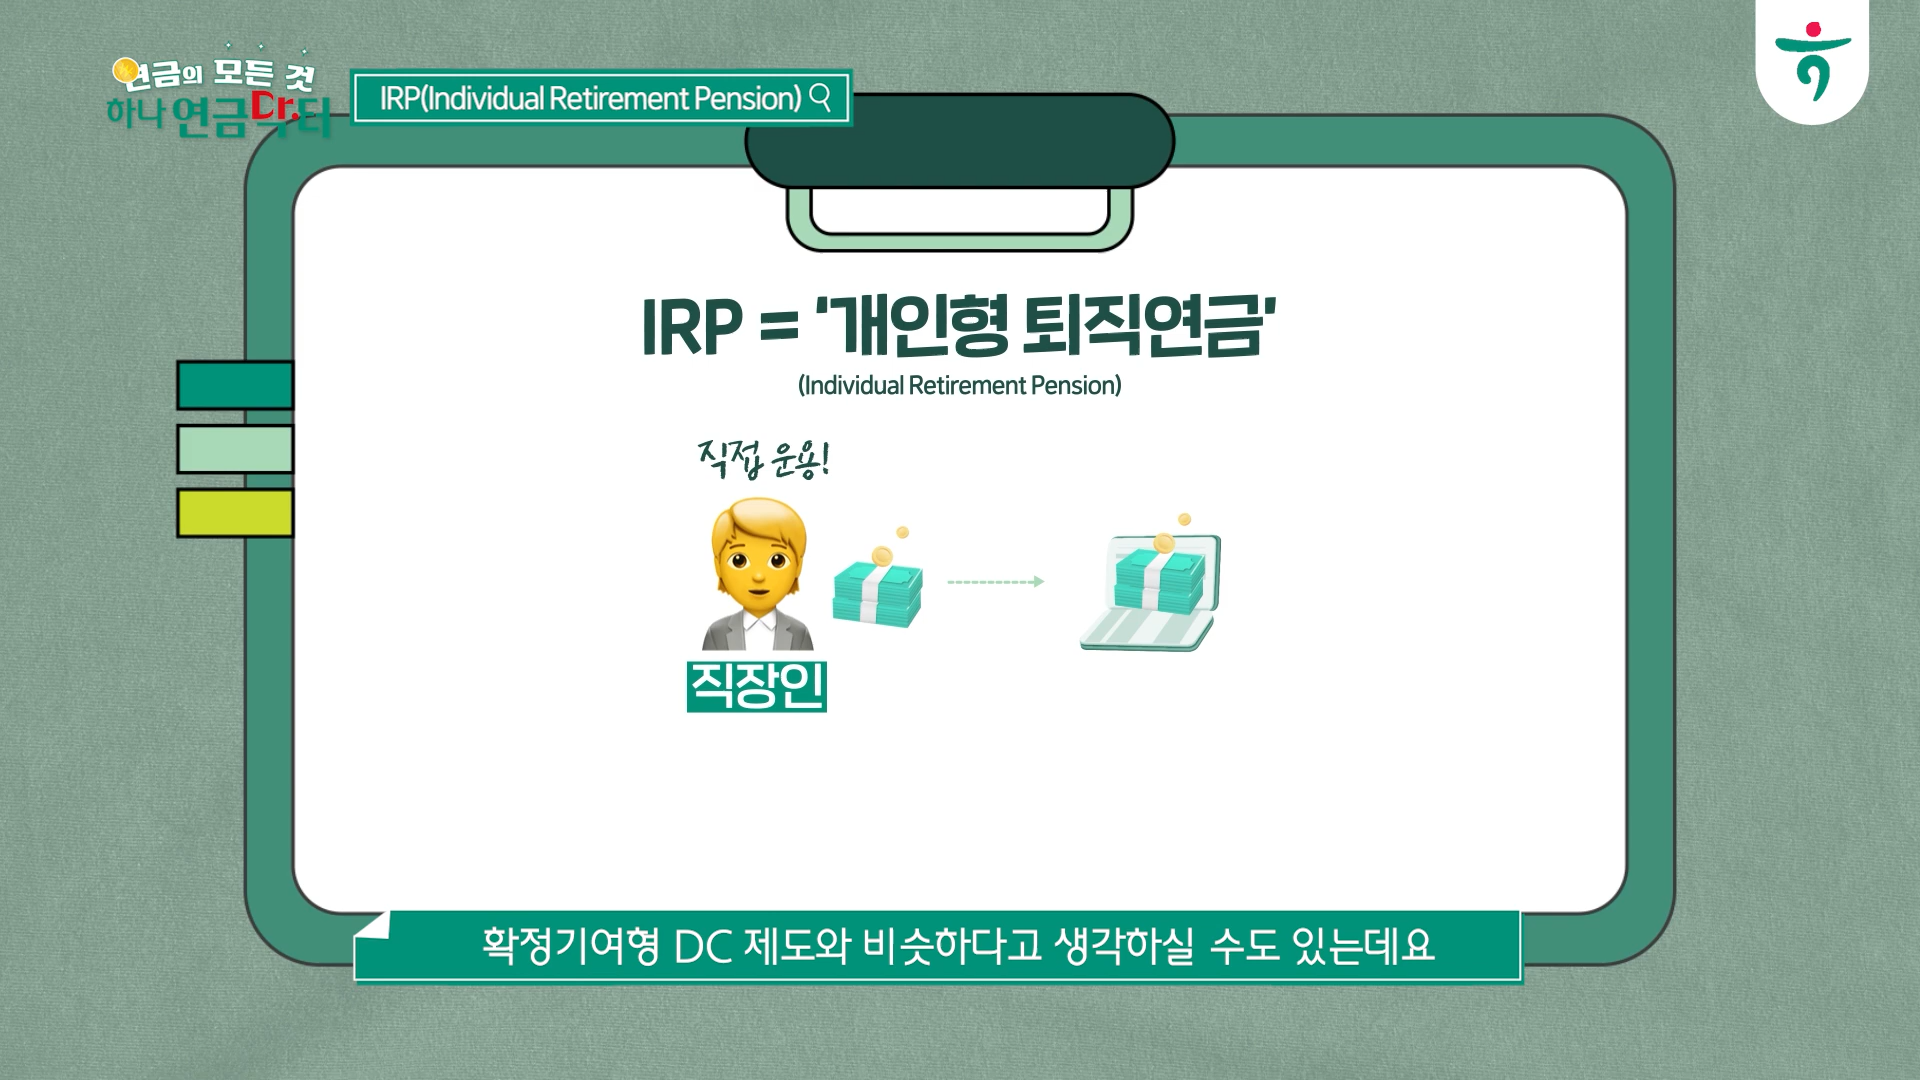 연금의 모든 것
하나 연금닥Dr.터
IRP(Individual Retirement Pension)
IRP = ‘개인형 퇴직연금’
(Individual Retirement Pension)
직접 운용!
직장인
확정기여형 DC 제도와 비슷하다고 생각하실 수도 있는데요